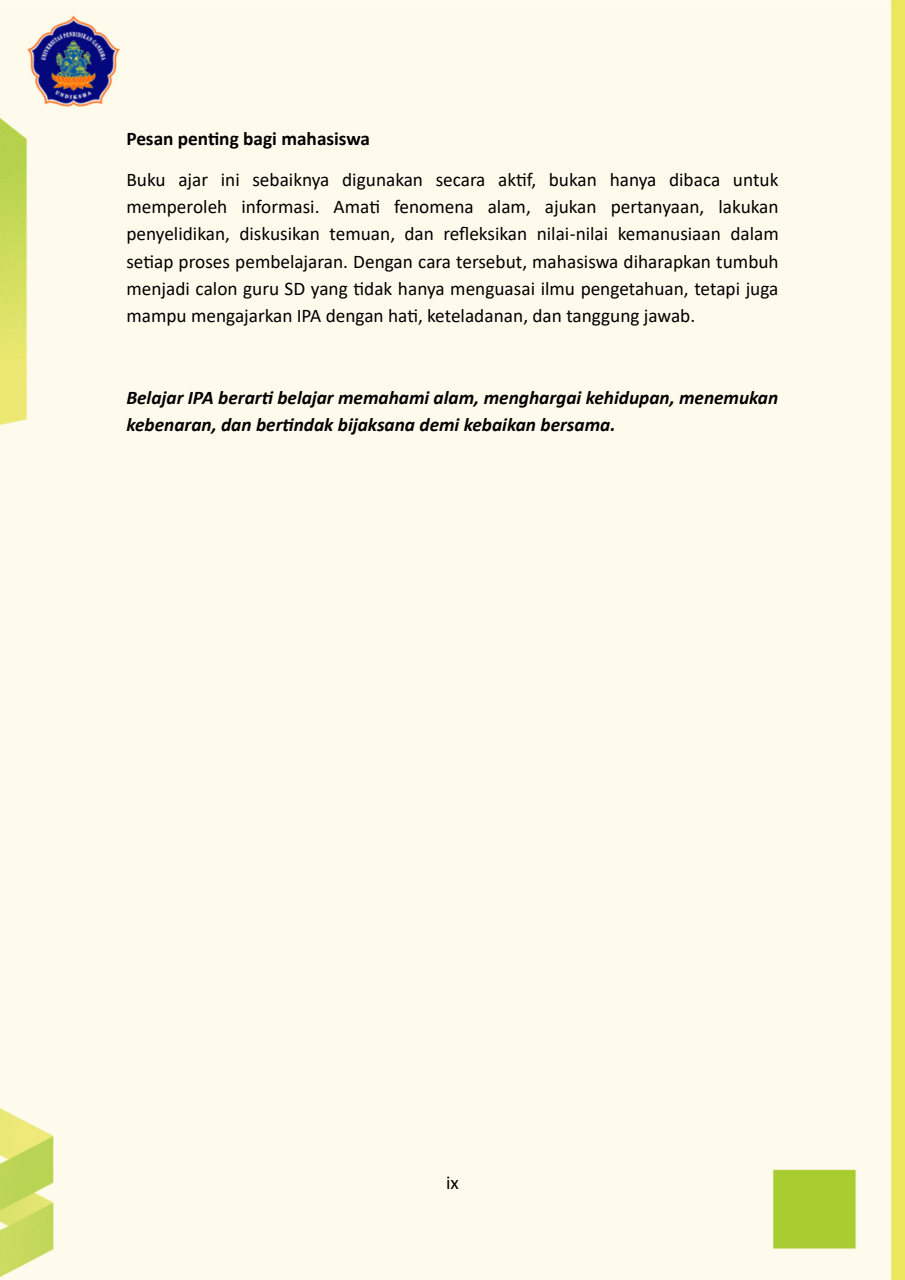 UNIVERSITAS PENDIDIKAN GANESHA
UNDIKSHA
Pesan penting bagi mahasiswa
Buku ajar ini sebaiknya digunakan secara aktif, bukan hanya dibaca untuk
memperoleh informasi. Amati fenomena alam, ajukan pertanyaan, lakukan
penyelidikan, diskusikan temuan, dan refleksikan nilai-nilai kemanusiaan dalam
setiap proses pembelajaran. Dengan cara tersebut, mahasiswa diharapkan tumbuh
menjadi calon guru SD yang tidak hanya menguasai ilmu pengetahuan, tetapi juga
mampu mengajarkan IPA dengan hati, keteladanan, dan tanggung jawab.
Belajar IPA berarti belajar memahami alam, menghargai kehidupan, menemukan
kebenaran, dan bertindak bijaksana demi kebaikan bersama.
ix